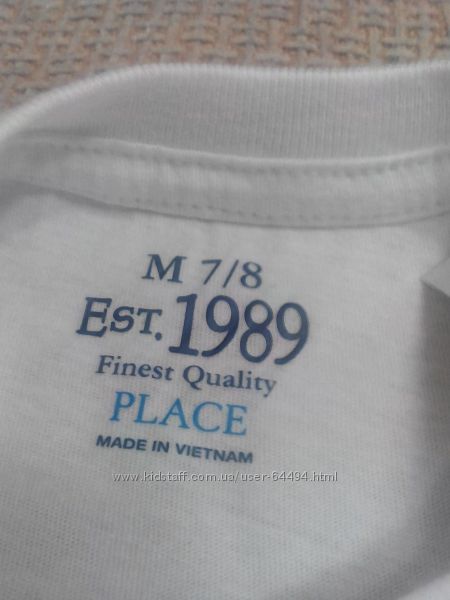 M 7/8
EST. 1989
Finest Quality
PLACE
MADE IN VIETNAM
www.kidstaff.com.ua/user-64494.html